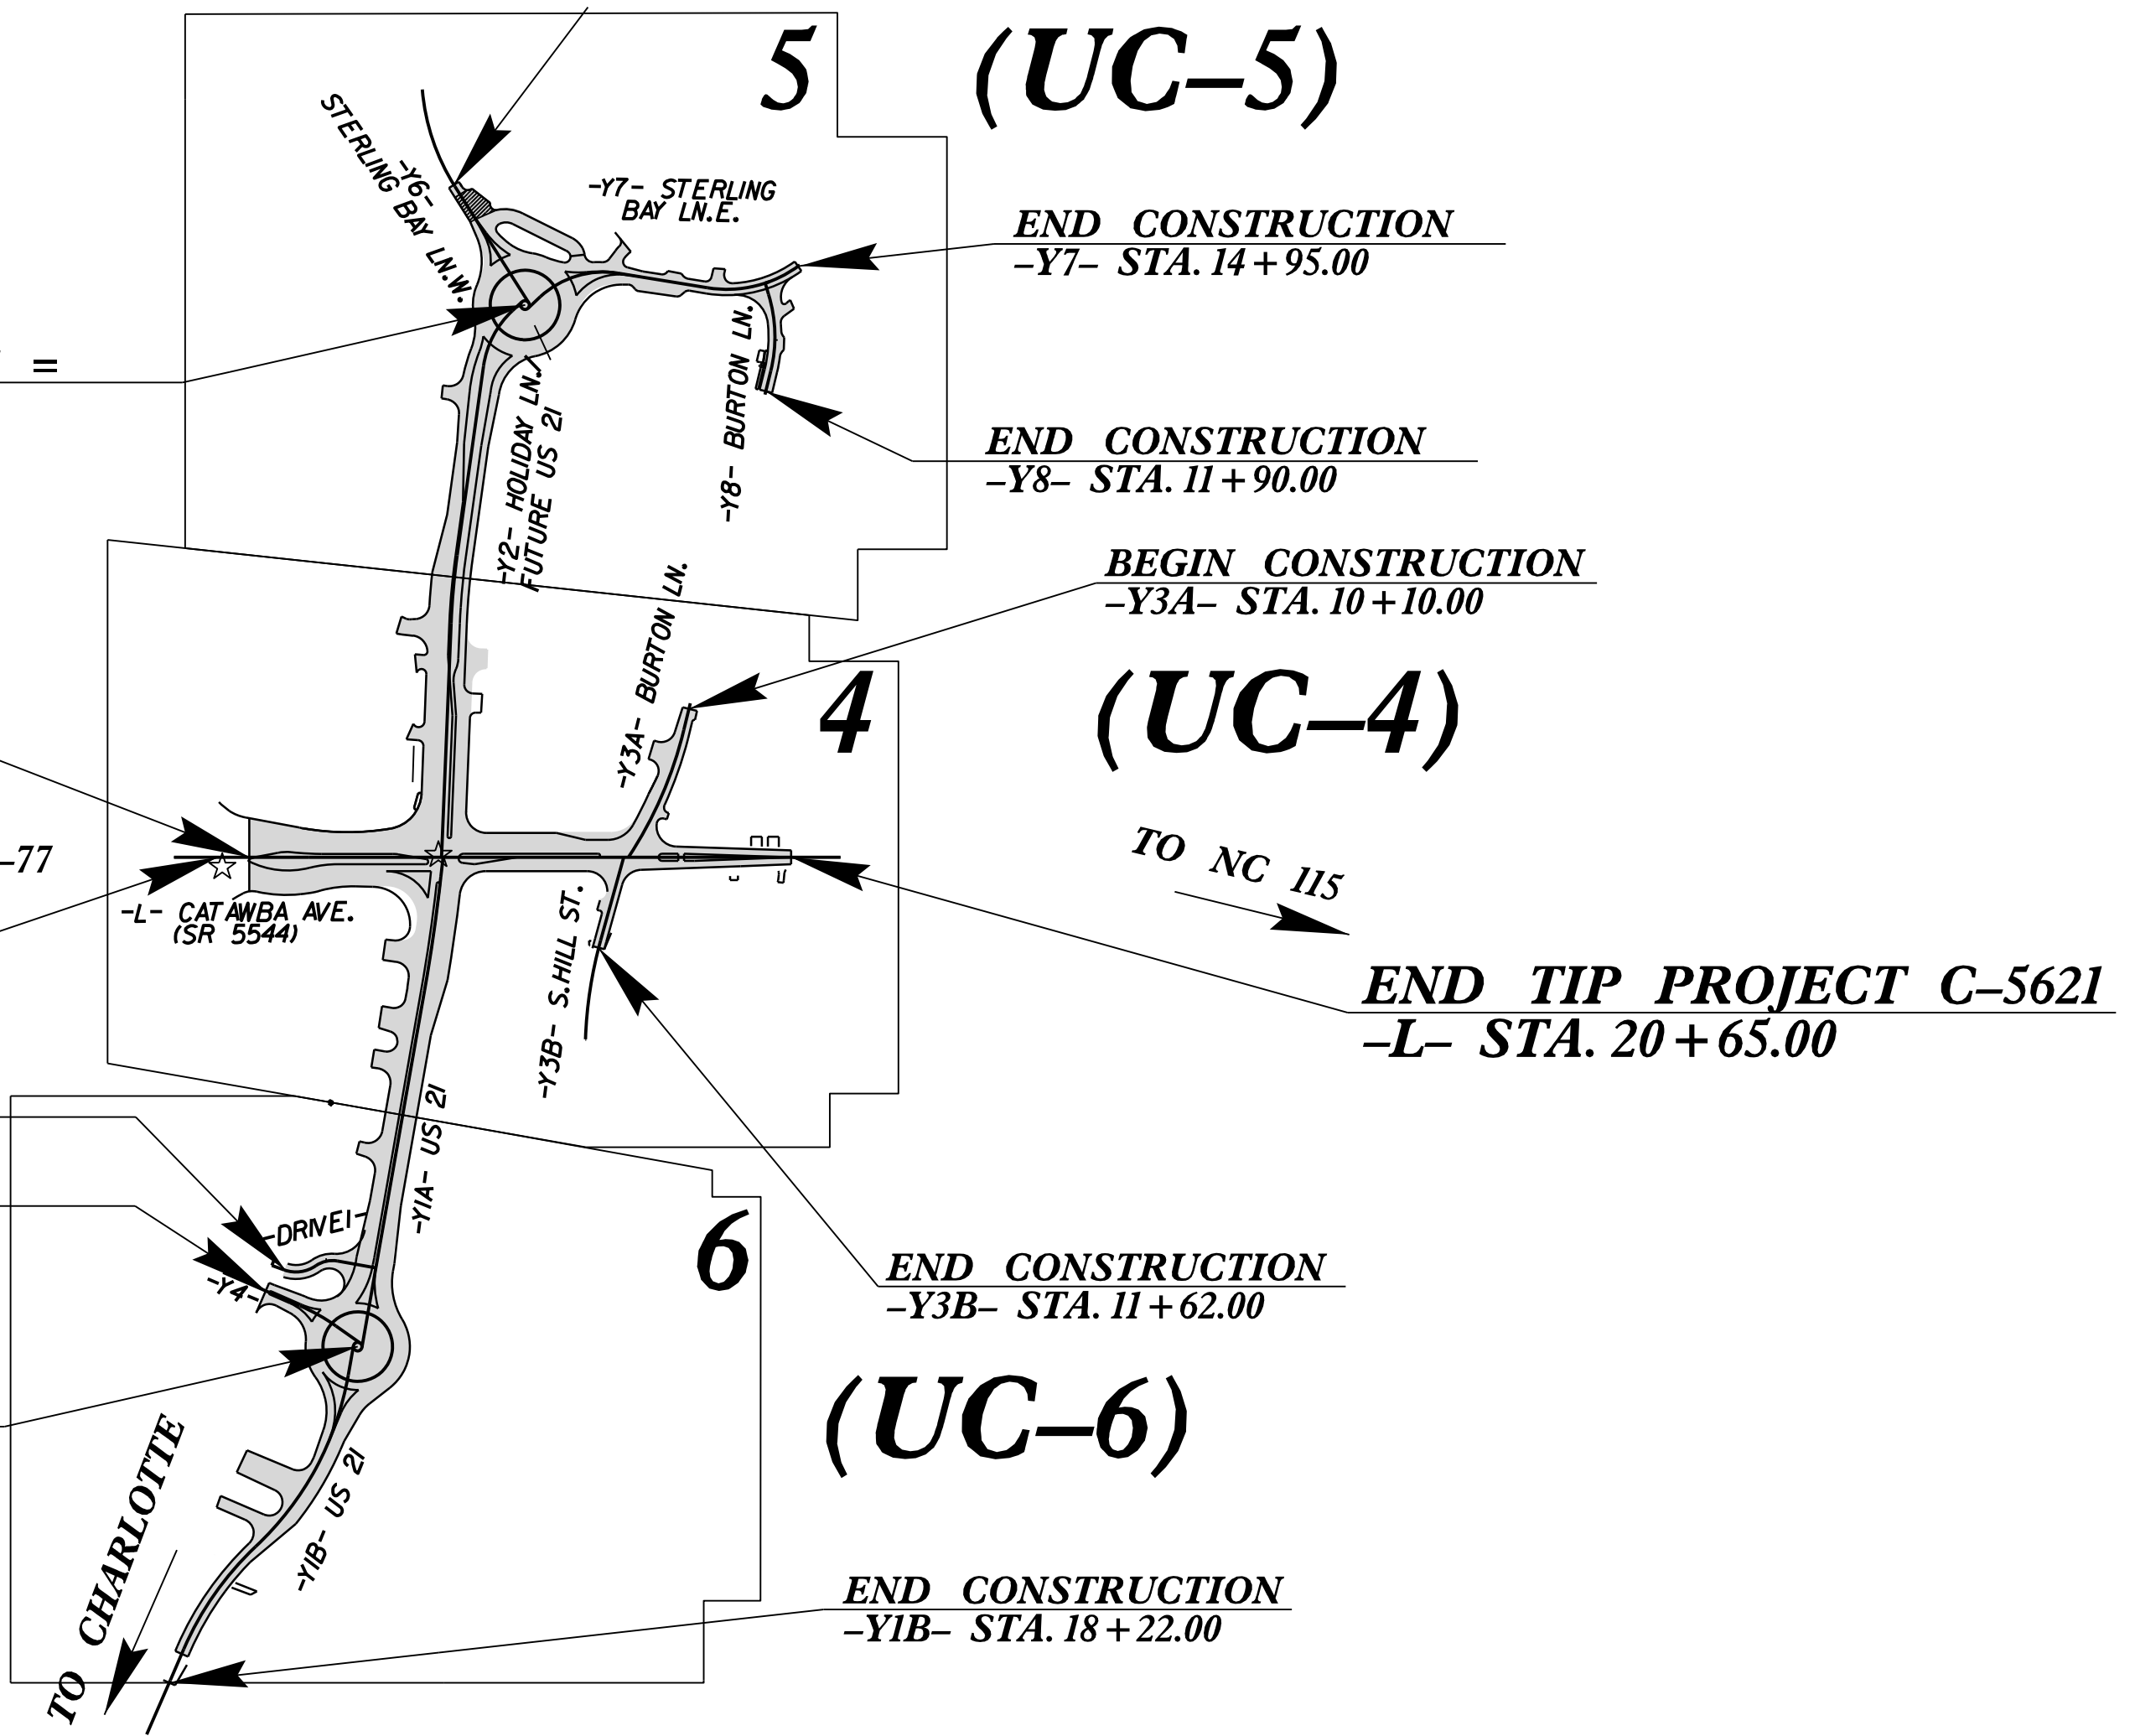 5 (UC–5)
STERLING BAY LN.W.
-Y6-
-Y7- STERLING
BAY LN.E.
END CONSTRUCTION
–Y7– STA. 14+95.00
=
-Y2- HOLIDAY LN.
FUTURE US 21
-Y8- BURTON LN.
END CONSTRUCTION
–Y8– STA. 11+90.00
BEGIN CONSTRUCTION
–Y3A– STA. 10+10.00
-Y3A- BURTON LN.
4 (UC–4)
–77
TO NC 115
-L- CATAWBA AVE.
(SR 5544)
-Y3B- S.HILL ST.
END TIP PROJECT C–5621
–L– STA. 20+65.00
-Y1A- US 21
-DRIVE1-
-Y4-
6
END CONSTRUCTION
–Y3B– STA. 11+62.00
(UC–6)
-Y1B- US 21
TO CHARLOTTE
END CONSTRUCTION
–Y1B– STA. 18+22.00